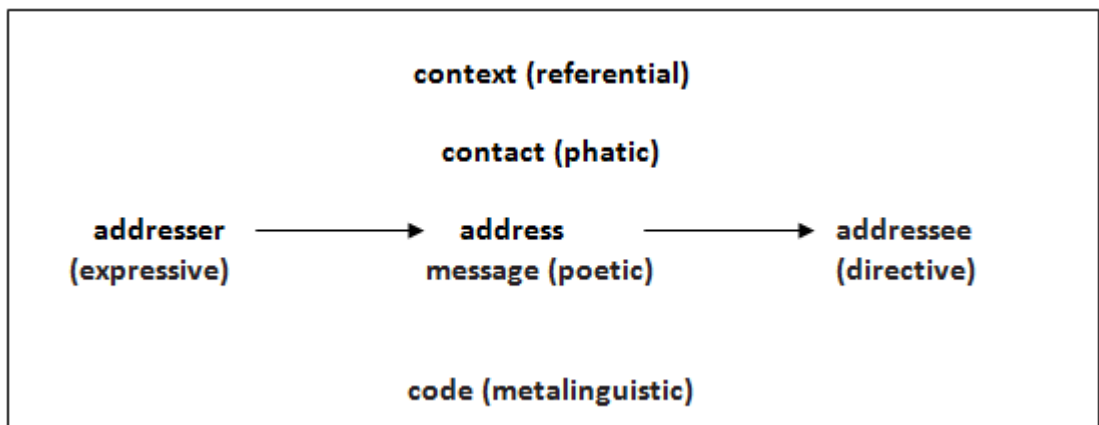 context (referential)
contact (phatic)
addresser address addressee
(expressive) message (poetic) (directive)
code (metalinguistic)